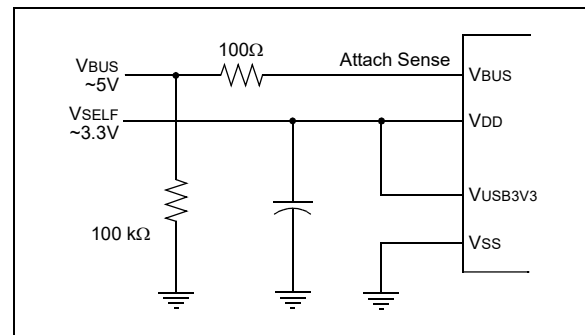 100Ω
Attach Sense
VBUS
~5V
VBUS
VSELF
~3.3V
VDD
100 kΩ
VUSB3V3
VSS